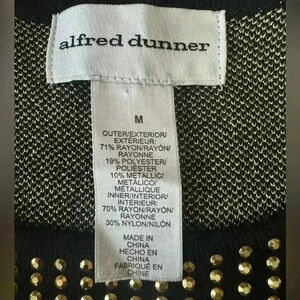 alfred dunner
M
OUTER/EXTERIOR/
EXTÉRIEUR:
71% RAYON/RAYÓN/
RAYONNE
19% POLYESTER/
POLIÉSTER
10% METALLIC/
METÁLICO/
MÉTALLIQUE
INNER/INTERIOR/
INTÉRIEUR:
70% RAYON/RAYÓN/
RAYONNE
30% NYLON/NILÓN
MADE IN
CHINA
HECHO EN
CHINA
FABRIQUÉ EN
CHINE